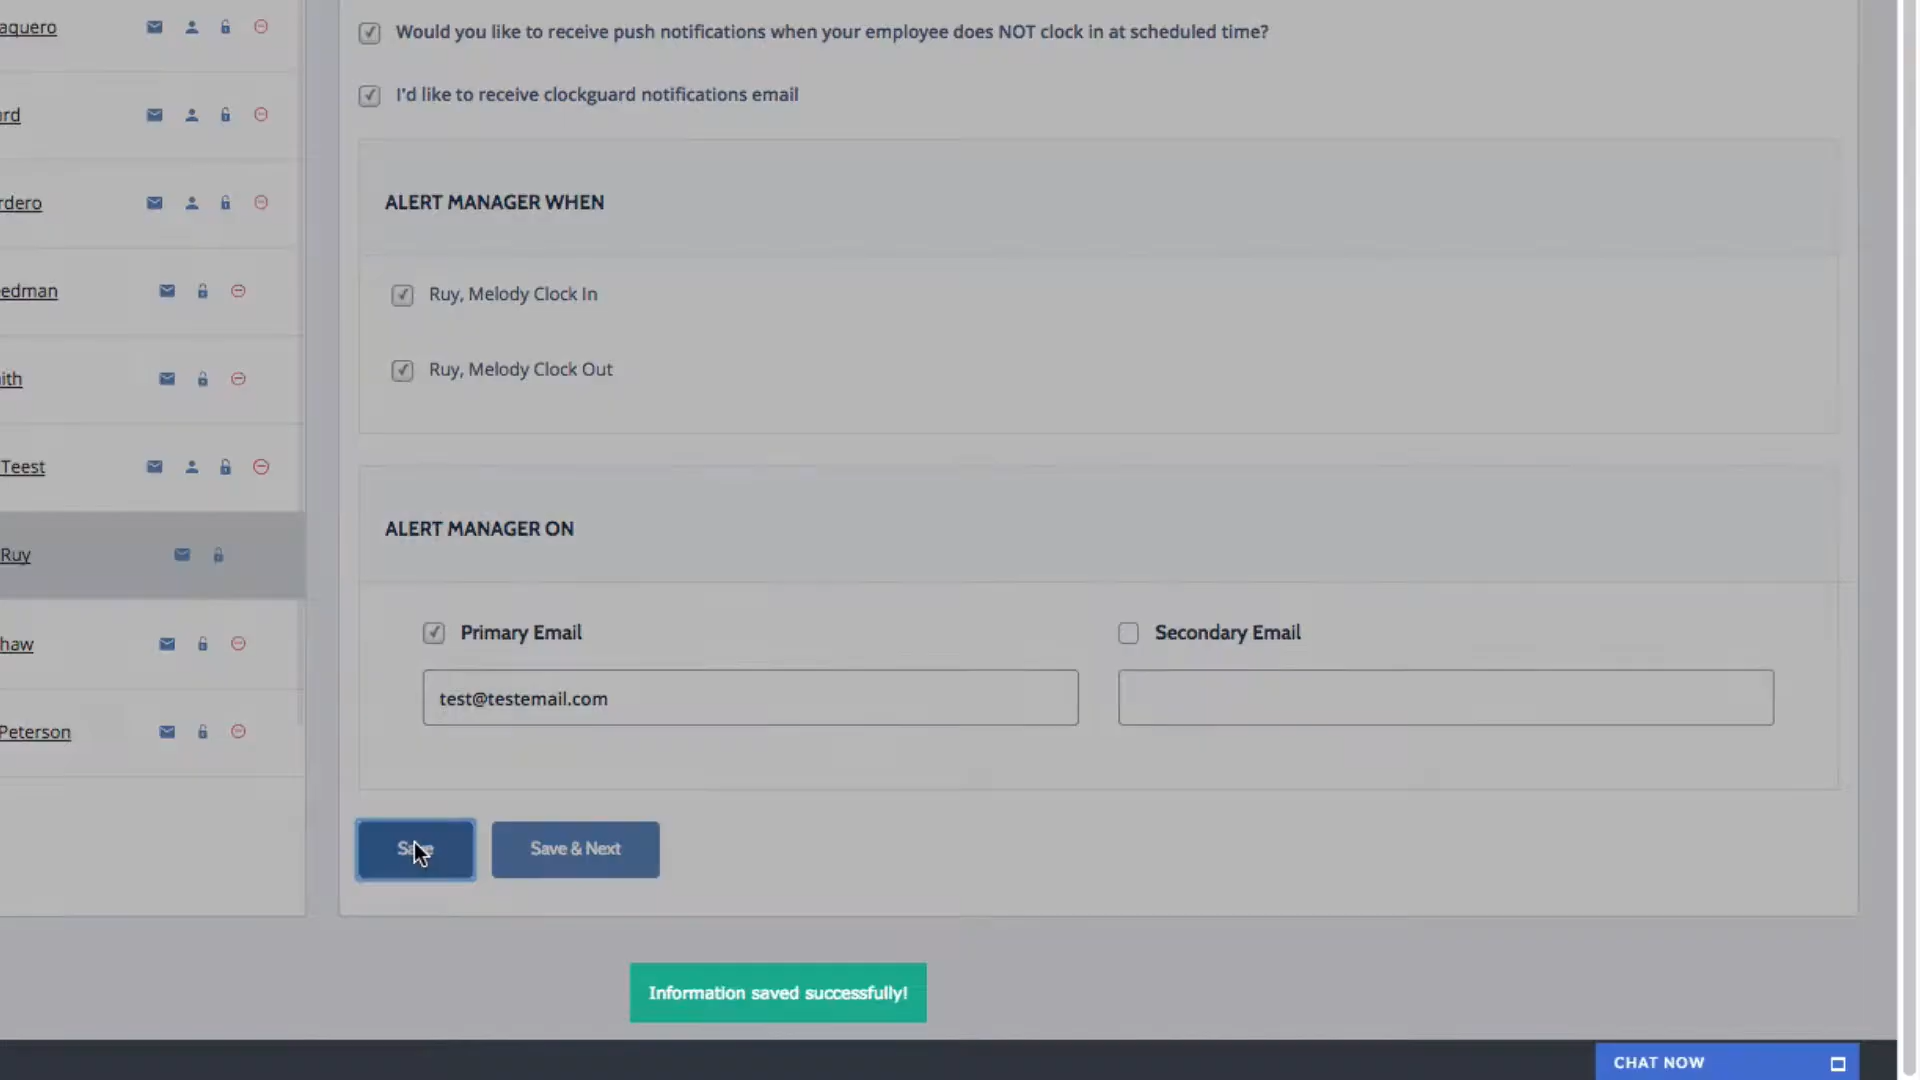 aquero
Would you like to receive push notifications when your employee does NOT clock in at scheduled time?
I'd like to receive clockguard notifications email
ard
ALERT MANAGER WHEN
rdero
edman
Ruy, Melody Clock In
ith
Ruy, Melody Clock Out
Teest
ALERT MANAGER ON
Ruy
haw
Primary Email
Secondary Email
test@testemail.com
Peterson
Save
Save & Next
Information saved successfully!
CHAT NOW